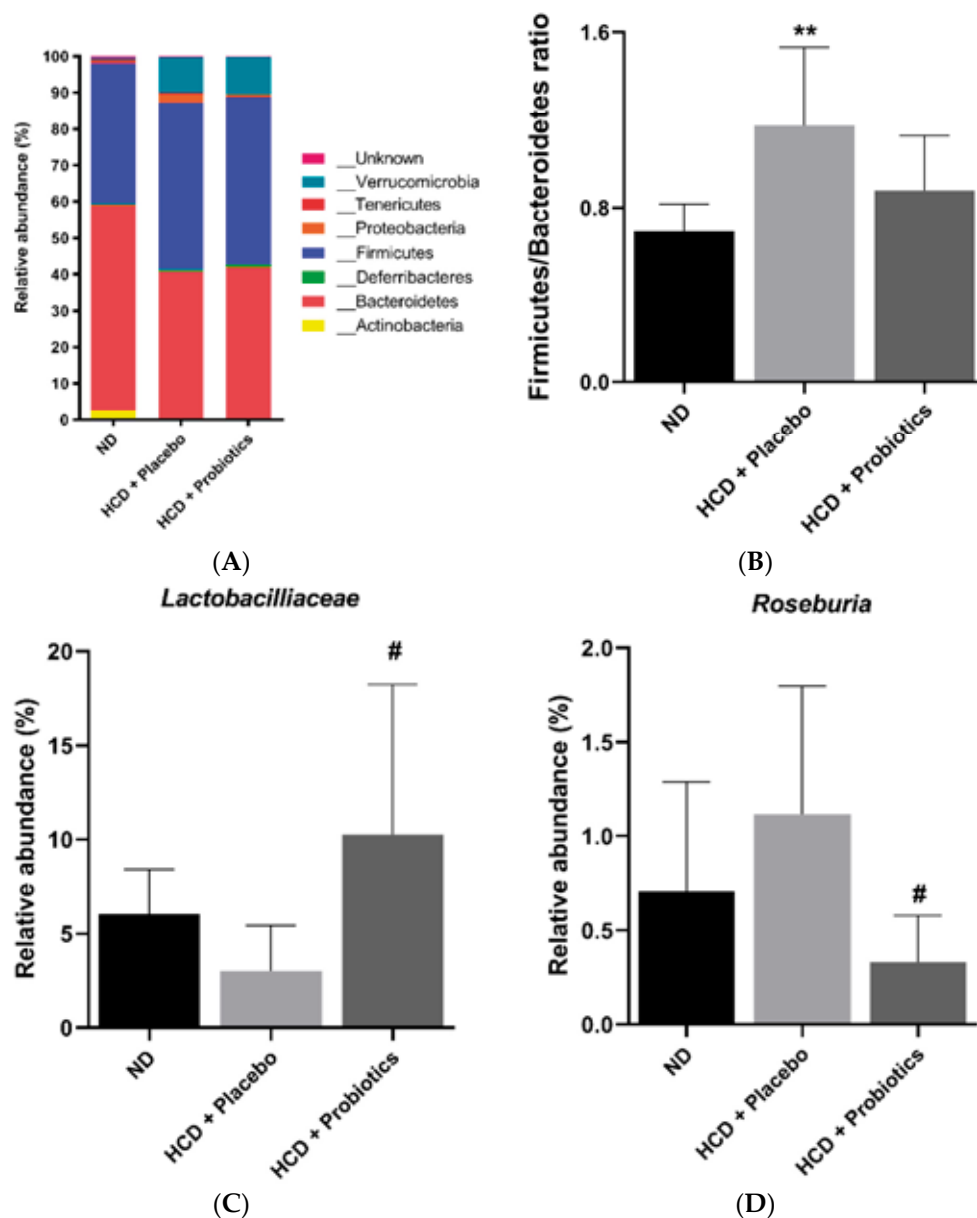 100
90
80
70
60
50
40
30
20
10
0
Relative abundance (%)
ND
HCD + Placebo
HCD + Probiotics
__Unknown
__Verrucomicrobia
__Tenericutes
__Proteobacteria
__Firmicutes
__Deferribacteres
__Bacteroidetes
__Actinobacteria
(A)
1.6
0.8
0.0
Firmicutes/Bacteroidetes ratio
**
ND
HCD + Placebo
HCD + Probiotics
(B)
Lactobacilliaceae
20
15
10
5
0
Relative abundance (%)
#
ND
HCD + Placebo
HCD + Probiotics
(C)
Roseburia
2.0
1.5
1.0
0.5
0.0
Relative abundance (%)
#
ND
HCD + Placebo
HCD + Probiotics
(D)